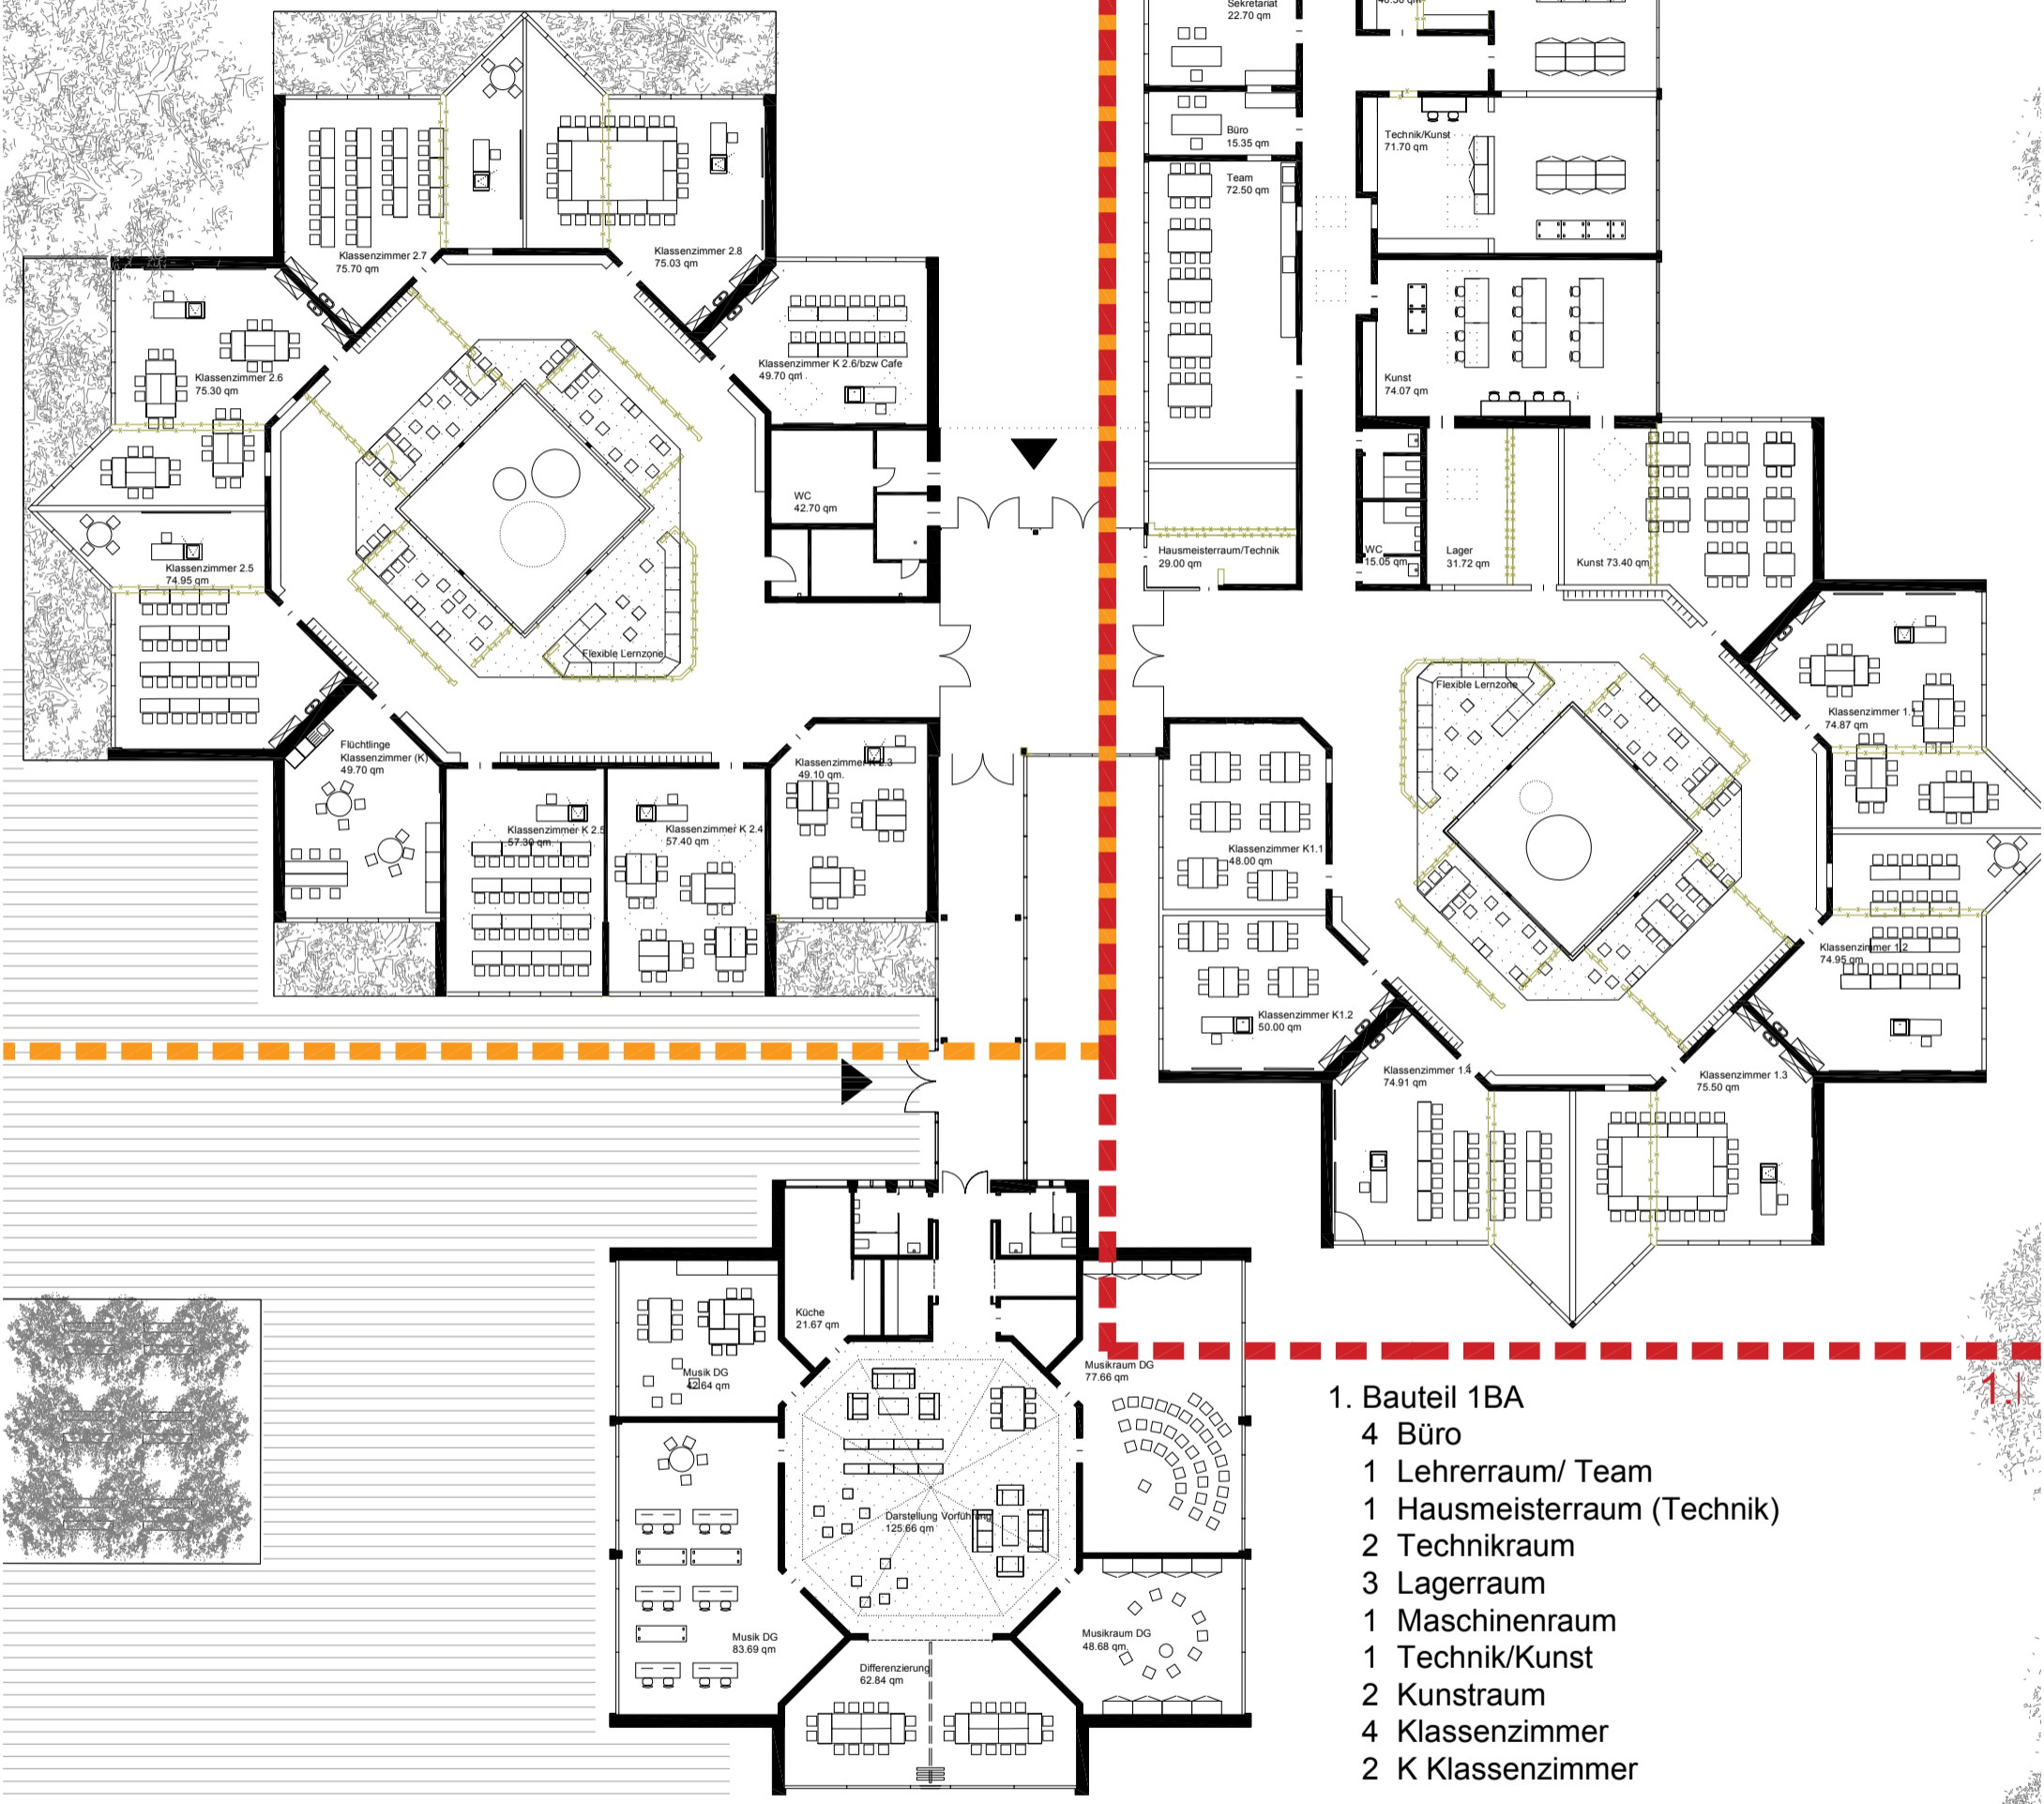 Sekretariat
22.70 qm
Büro
15.35 qm
Team
72.50 qm
Technik/Kunst
71.70 qm
Klassenzimmer 2.7
75.70 qm
Klassenzimmer 2.8
75.03 qm
Klassenzimmer 2.6
75.30 qm
Klassenzimmer K 2.6/bzw Cafe
49.70 qm
Kunst
74.07 qm
WC
42.70 qm
Klassenzimmer 2.5
74.95 qm
Hausmeisterraum/Technik
29.00 qm
WC
15.05 qm
Lager
31.72 qm
Kunst 73.40 qm
Flexible Lernzone
Flexible Lernzone
Klassenzimmer 1.
74.87 qm
Flüchtlinge
Klassenzimmer (K)
49.70 qm
Klassenzimmer K 2.3
49.10 qm.
Klassenzimmer K 2.5
57.30 qm.
Klassenzimmer K 2.4
57.40 qm
Klassenzimmer K1.1
48.00 qm
Klassenzimmer 1.2
74.95 qm
Klassenzimmer K1.2
50.00 qm
Klassenzimmer 1.4
74.91 qm
Klassenzimmer 1.3
75.50 qm
Küche
21.67 qm
Musik DG
42.64 qm
Musikraum DG
77.66 qm
Darstellung Vorführung
125.66 qm
Musik DG
83.69 qm
Musikraum DG
48.68 qm.
Differenzierung
62.84 qm
1.
1. Bauteil 1BA
4 Büro
1 Lehrerraum/ Team
1 Hausmeisterraum (Technik)
2 Technikraum
3 Lagerraum
1 Maschinenraum
1 Technik/Kunst
2 Kunstraum
4 Klassenzimmer
2 K Klassenzimmer